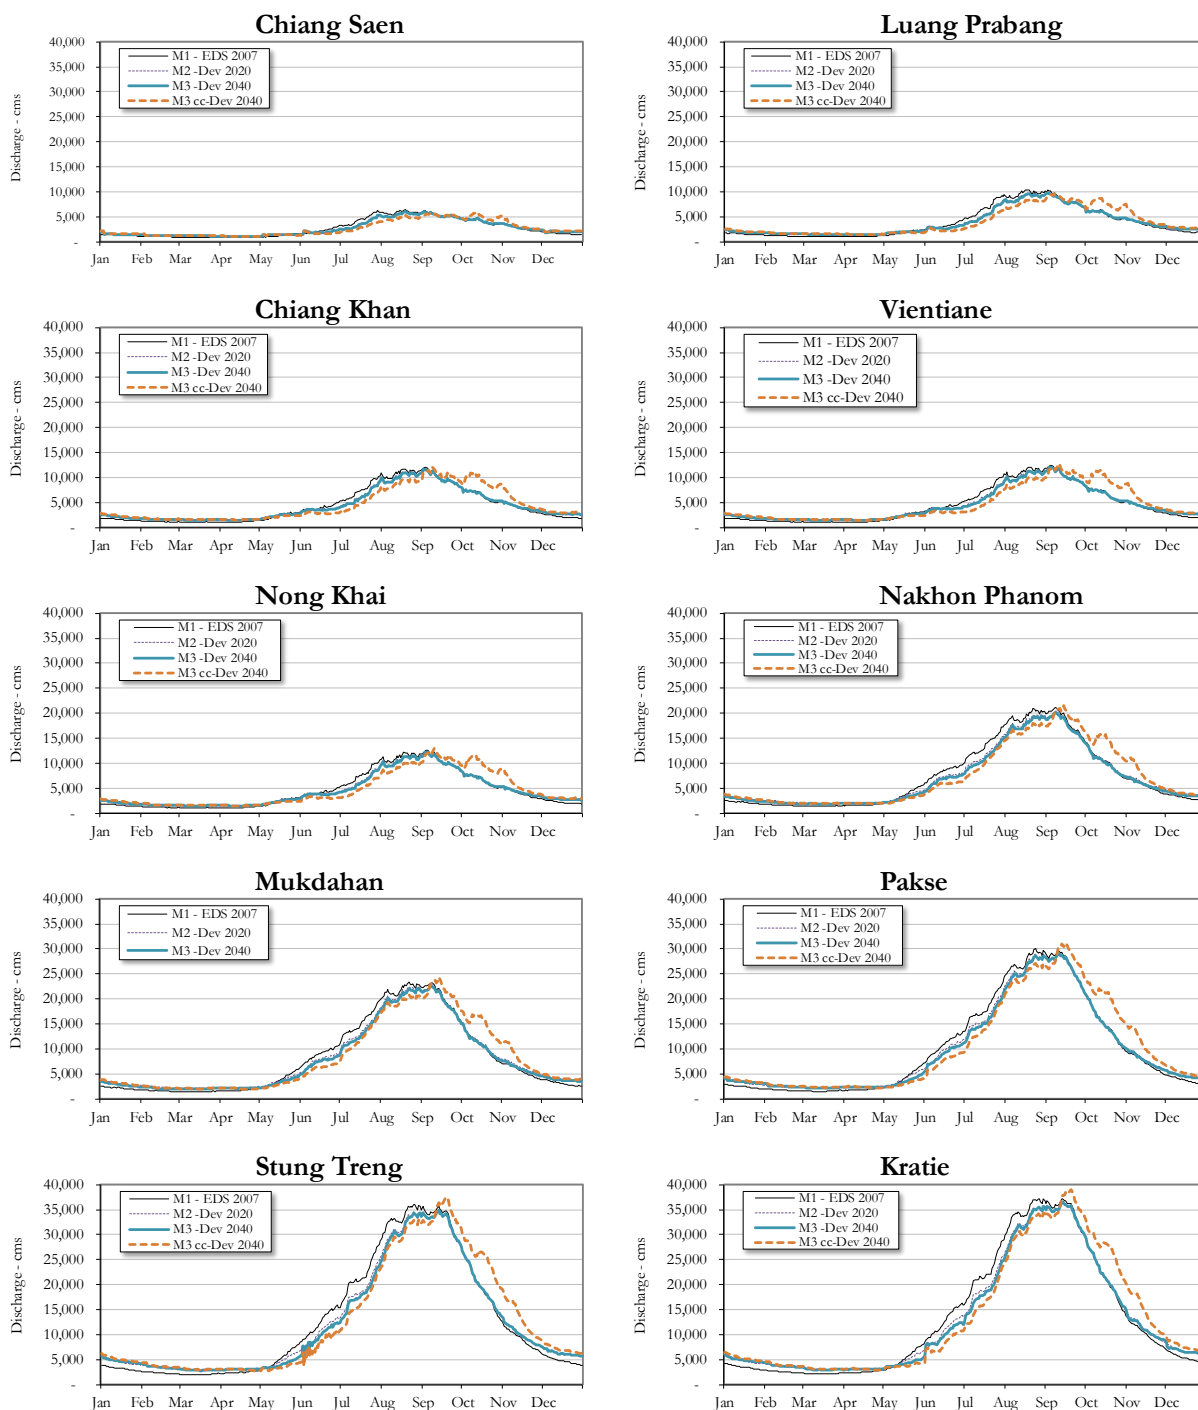 Chiang Saen
40,000
35,000
30,000
25,000
20,000
15,000
10,000
5,000
-
Discharge - cms
M1 - EDS 2007
M2 -Dev 2020
M3 -Dev 2040
M3 cc-Dev 2040
Jan Feb Mar Apr May Jun Jul Aug Sep Oct Nov Dec
Luang Prabang
40,000
35,000
30,000
25,000
20,000
15,000
10,000
5,000
-
Discharge - cms
M1 - EDS 2007
M2 -Dev 2020
M3 -Dev 2040
M3 cc-Dev 2040
Jan Feb Mar Apr May Jun Jul Aug Sep Oct Nov Dec
Chiang Khan
40,000
35,000
30,000
25,000
20,000
15,000
10,000
5,000
-
Discharge - cms
M1 - EDS 2007
M2 -Dev 2020
M3 -Dev 2040
M3 cc-Dev 2040
Jan Feb Mar Apr May Jun Jul Aug Sep Oct Nov Dec
Vientiane
40,000
35,000
30,000
25,000
20,000
15,000
10,000
5,000
-
Discharge - cms
M1 - EDS 2007
M2 -Dev 2020
M3 -Dev 2040
M3 cc-Dev 2040
Jan Feb Mar Apr May Jun Jul Aug Sep Oct Nov Dec
Nong Khai
40,000
35,000
30,000
25,000
20,000
15,000
10,000
5,000
-
Discharge - cms
M1 - EDS 2007
M2 -Dev 2020
M3 -Dev 2040
M3 cc-Dev 2040
Jan Feb Mar Apr May Jun Jul Aug Sep Oct Nov Dec
Nakhon Phanom
40,000
35,000
30,000
25,000
20,000
15,000
10,000
5,000
-
Discharge - cms
M1 - EDS 2007
M2 -Dev 2020
M3 -Dev 2040
M3 cc-Dev 2040
Jan Feb Mar Apr May Jun Jul Aug Sep Oct Nov Dec
Mukdahan
40,000
35,000
30,000
25,000
20,000
15,000
10,000
5,000
-
Discharge - cms
M1 - EDS 2007
M2 -Dev 2020
M3 -Dev 2040
Jan Feb Mar Apr May Jun Jul Aug Sep Oct Nov Dec
Pakse
40,000
35,000
30,000
25,000
20,000
15,000
10,000
5,000
-
Discharge - cms
M1 - EDS 2007
M2 -Dev 2020
M3 -Dev 2040
M3 cc-Dev 2040
Jan Feb Mar Apr May Jun Jul Aug Sep Oct Nov Dec
Stung Treng
40,000
35,000
30,000
25,000
20,000
15,000
10,000
5,000
-
Discharge - cms
M1 - EDS 2007
M2 -Dev 2020
M3 -Dev 2040
M3 cc-Dev 2040
Jan Feb Mar Apr May Jun Jul Aug Sep Oct Nov Dec
Kratie
40,000
35,000
30,000
25,000
20,000
15,000
10,000
5,000
-
Discharge - cms
M1 - EDS 2007
M2 -Dev 2020
M3 -Dev 2040
M3 cc-Dev 2040
Jan Feb Mar Apr May Jun Jul Aug Sep Oct Nov Dec